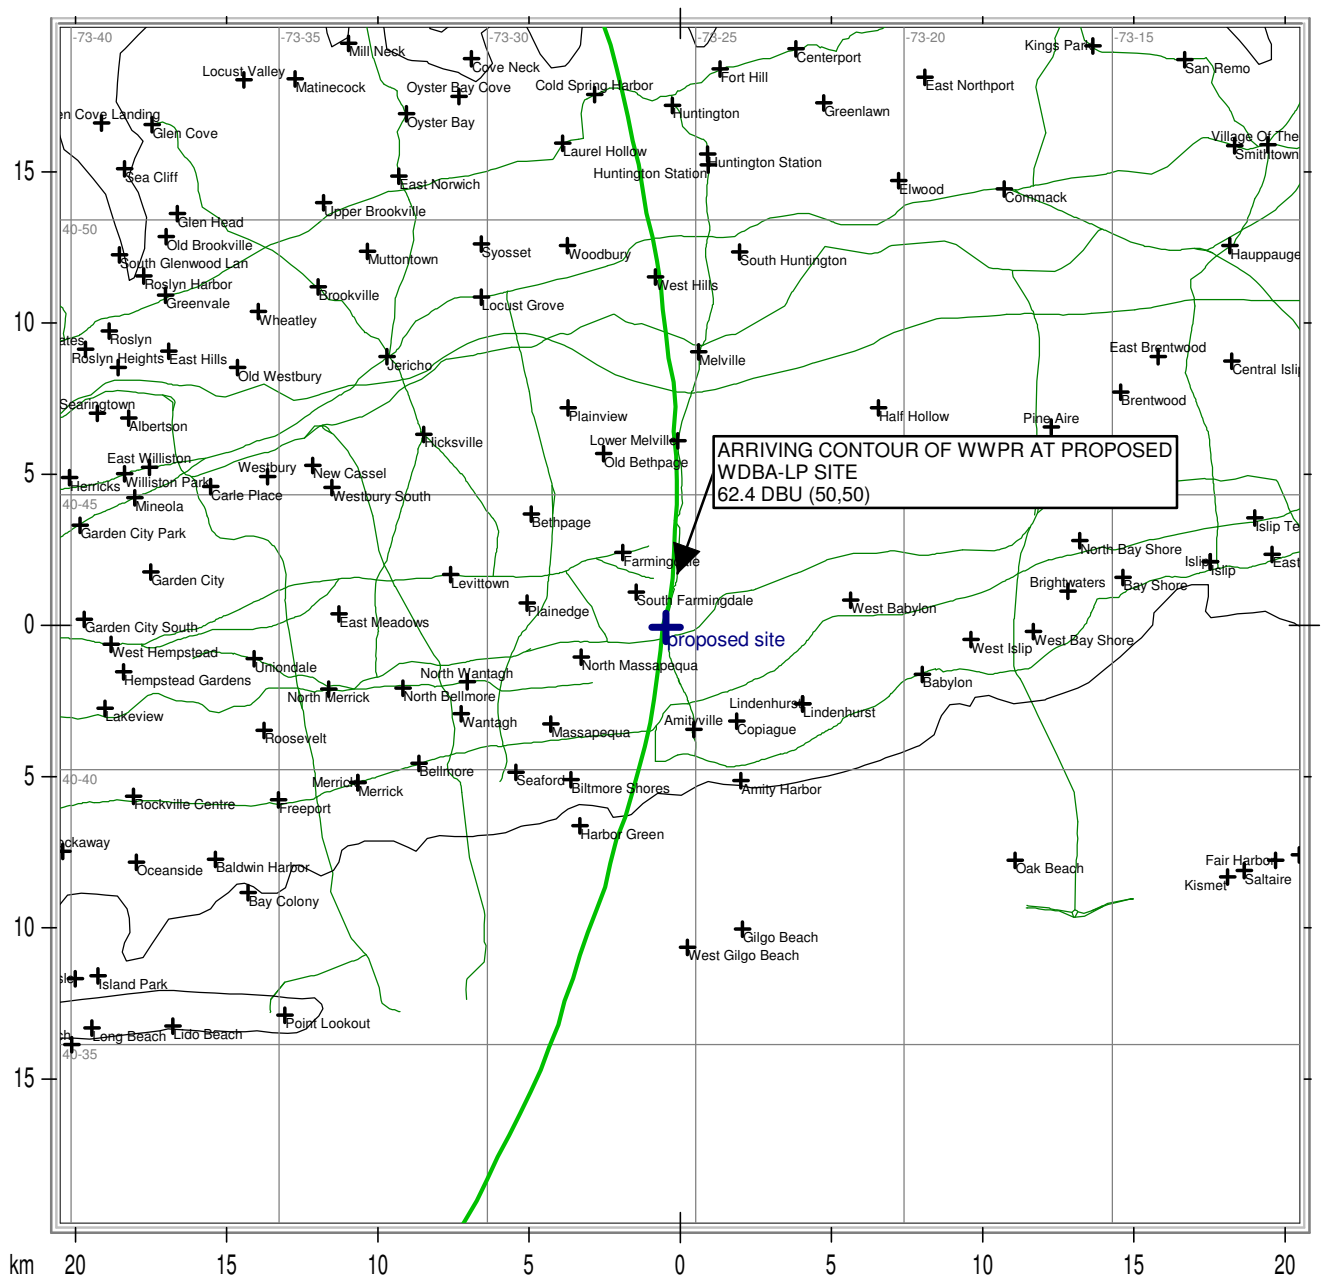 -73-40
-73-35
-73-30
-73-25
-73-20
-73-15
Mill Neck
Cove Neck
Centerport
Kings Park
San Remo
Locust Valley
Matinecock
Oyster Bay Cove
Cold Spring Harbor
Fort Hill
East Northport
en Cove Landing
Glen Cove
Oyster Bay
Huntington
Greenlawn
Village Of The
Smithtown
Laurel Hollow
Huntington Station
Huntington Station
15
Sea Cliff
East Norwich
Elwood
Commack
Upper Brookville
Glen Head
40-50
Old Brookville
South Glenwood Lan
Muttontown
Syosset
Woodbury
South Huntington
Hauppauge
Roslyn Harbor
Greenvale
Brookville
Locust Grove
West Hills
Wheatley
10
Roslyn
ates
Roslyn Heights
East Hills
Old Westbury
Jericho
Melville
East Brentwood
Central Islip
Brentwood
Searingtown
Albertson
Plainview
Half Hollow
Pine Aire
Hicksville
Lower Melville
Old Bethpage
ARRIVING CONTOUR OF WWPR AT PROPOSED
WDBA-LP SITE
62.4 DBU (50,50)
East Williston
Williston Park
Westbury
New Cassel
5
Herricks
Mineola
Carle Place
Westbury South
40-45
Garden City Park
Bethpage
Islip Te
North Bay Shore
Farmingdale
Islip
Islip
East
Garden City
Levittown
Brightwaters
Bay Shore
Plainedge
South Farmingdale
West Babylon
Garden City South
East Meadows
0
proposed site
West Hempstead
Uniondale
West Islip
West Bay Shore
North Massapequa
Hempstead Gardens
North Merrick
North Wantagh
North Bellmore
Babylon
Lakeview
Roosevelt
Wantagh
Massapequa
Amityville
Copiague
Lindenhurst
Lindenhurst
40-40
5
Bellmore
Seaford
Biltmore Shores
Amity Harbor
Merrick
Merrick
Rockville Centre
Freeport
Harbor Green
ockaway
Oceanside
Baldwin Harbor
Oak Beach
Fair Harbor
Saltaire
Kismet
Bay Colony
10
Gilgo Beach
West Gilgo Beach
Island Park
Point Lookout
Long Beach
Lido Beach
40-35
15
km
20
15
10
5
0
5
10
15
20